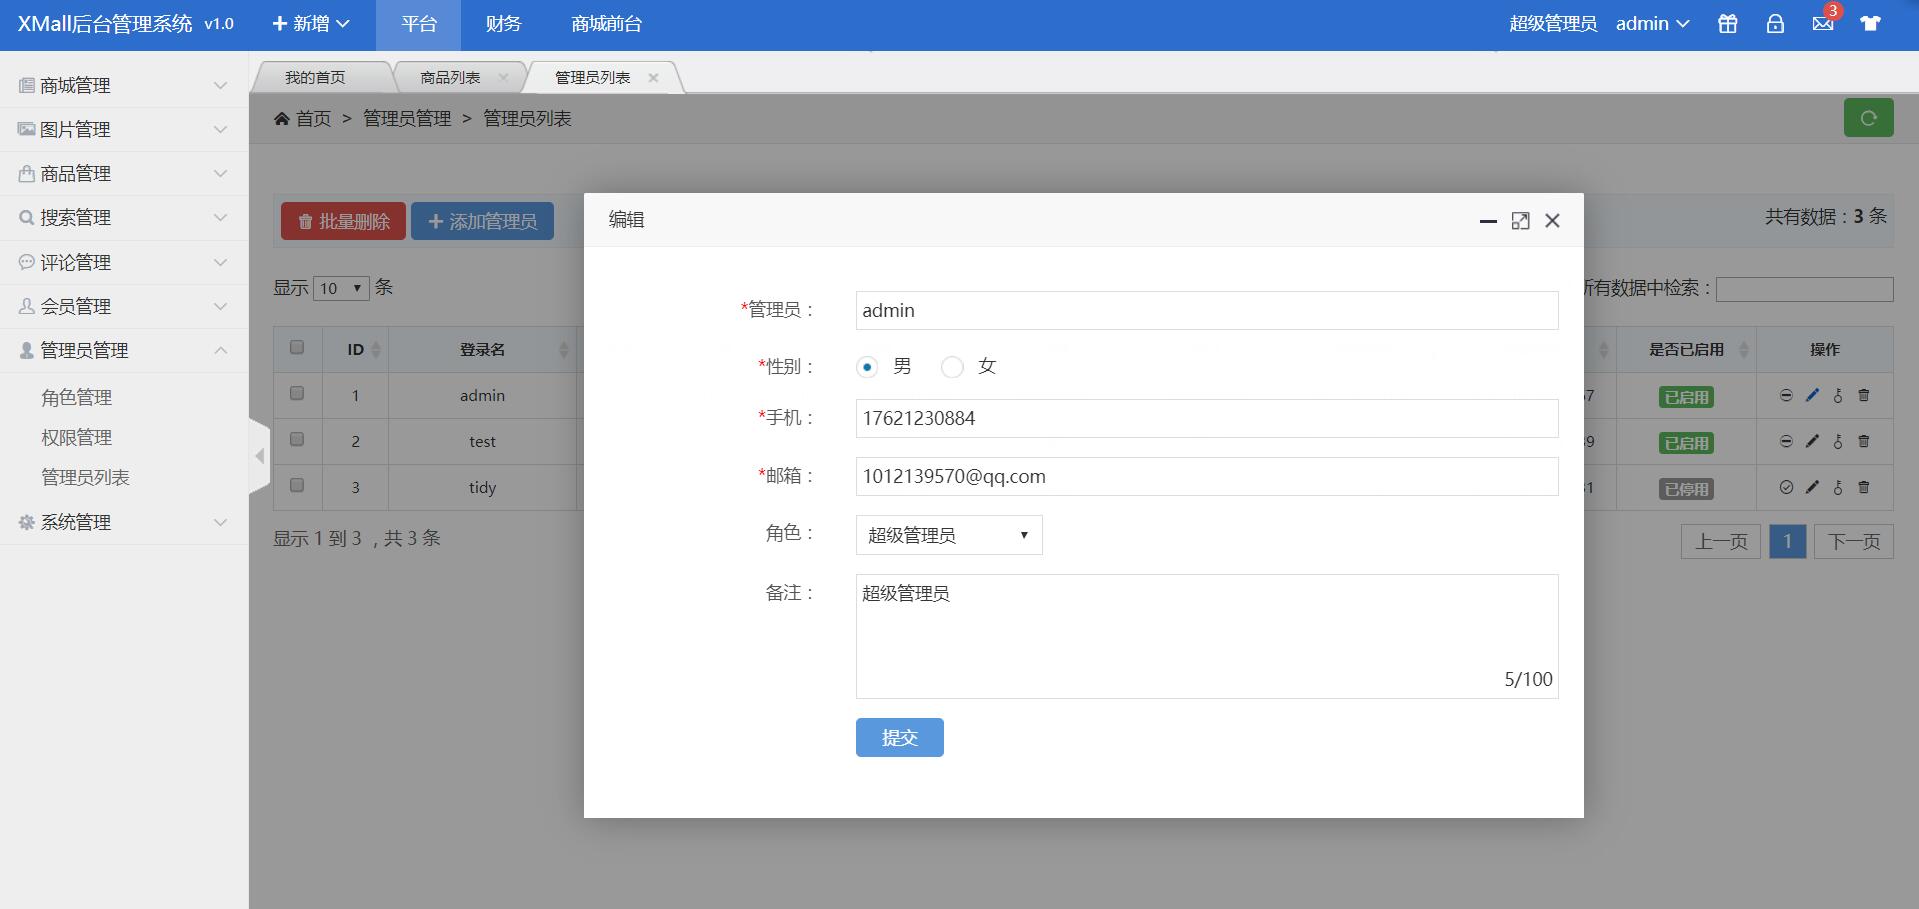 XMall后台管理系统 v1.0 新增 平台 财务 商城前台 超级管理员 admin 3
我的首页 商品列表 管理员列表
首页 > 管理员管理 > 管理员列表
商城管理
图片管理
商品管理
搜索管理
评论管理
会员管理
管理员管理
角色管理
权限管理
管理员列表
系统管理
批量删除 添加管理员 共有数据：3 条
显示 10 条 所有数据中检索：
ID 登录名 是否已启用 操作
1 admin 已启用
2 test 已启用
3 tidy 已停用
显示 1 到 3 ，共 3 条 上一页 1 下一页
编辑
*管理员： admin
*性别： 男 女
*手机： 17621230884
*邮箱： 1012139570@qq.com
角色： 超级管理员
备注： 超级管理员
5/100
提交